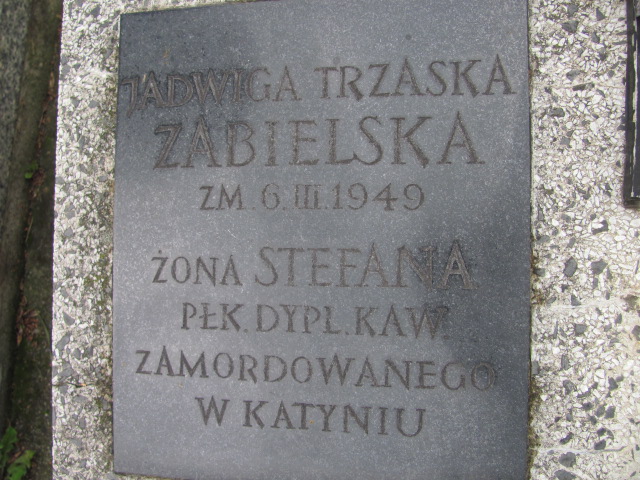 JADWIGA TRZASKA
ZABIELSKA
ZM. 6. III. 1949
ŻONA STEFANA
PŁK. DYPL. KAW.
ZAMORDOWANEGO
W KATYNIU